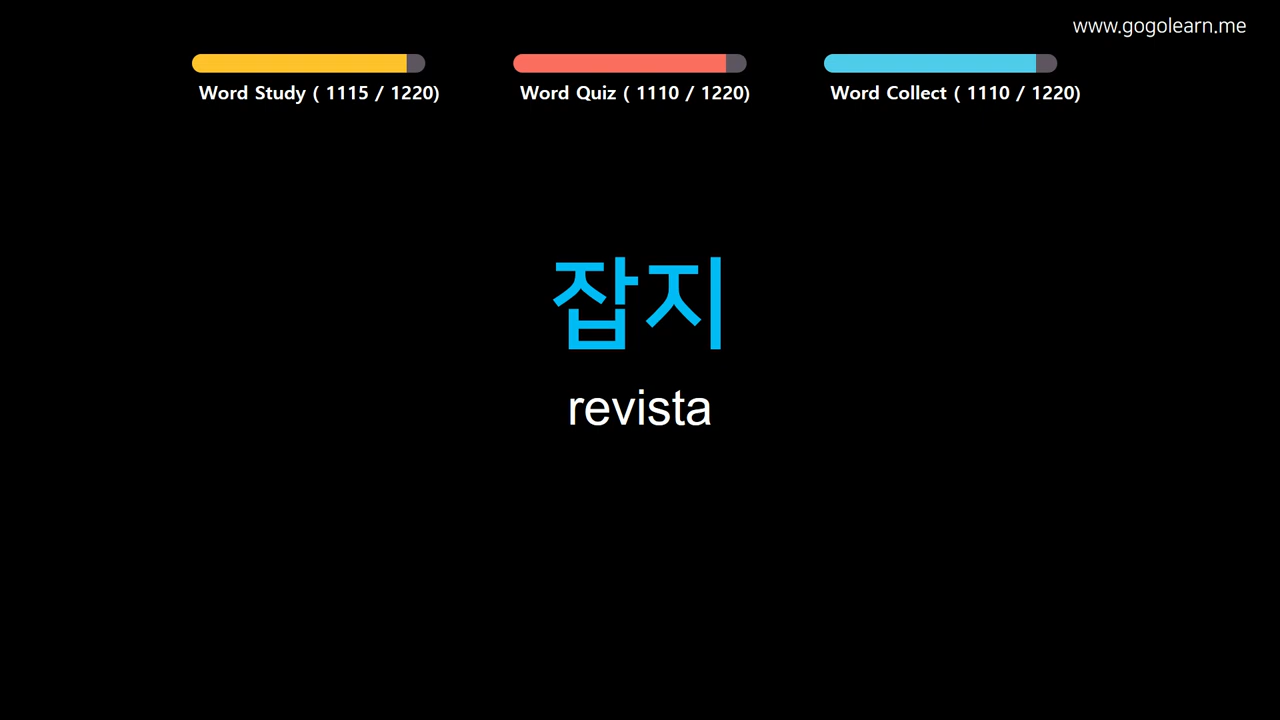 www.gogolearn.me
Word Study ( 1115 / 1220)
Word Quiz ( 1110 / 1220)
Word Collect ( 1110 / 1220)
잡지
revista